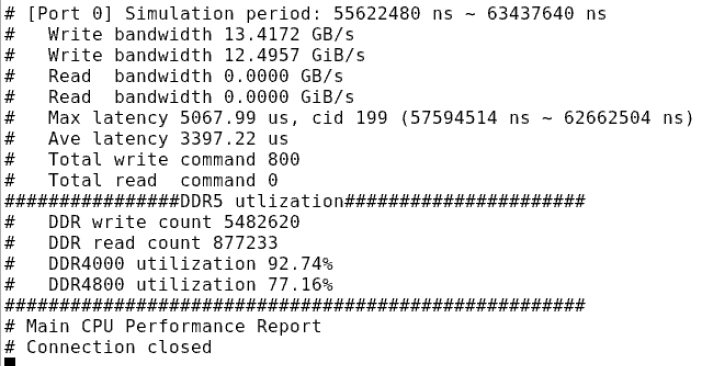 # [Port 0] Simulation period: 55622480 ns ~ 63437640 ns
#   Write bandwidth 13.4172 GB/s
#   Write bandwidth 12.4957 GiB/s
#   Read  bandwidth 0.0000 GB/s
#   Read  bandwidth 0.0000 GiB/s
#   Max latency 5067.99 us, cid 199 (57594514 ns ~ 62662504 ns)
#   Ave latency 3397.22 us
#   Total write command 800
#   Total read  command 0
################DDR5 utlization######################
#   DDR write count 5482620
#   DDR read count 877233
#   DDR4000 utilization 92.74%
#   DDR4800 utilization 77.16%
#####################################################
# Main CPU Performance Report
# Connection closed